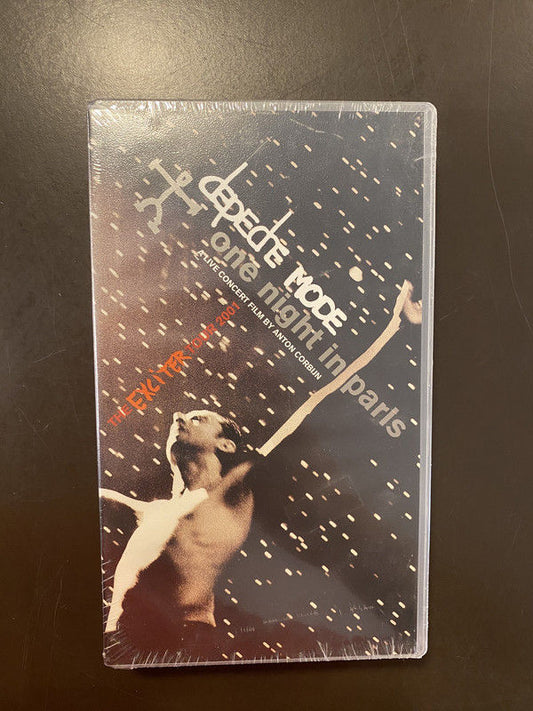 depeche MODE
one night in paris
A LIVE CONCERT FILM BY ANTON CORBIJN
THE EXCITER TOUR 2001